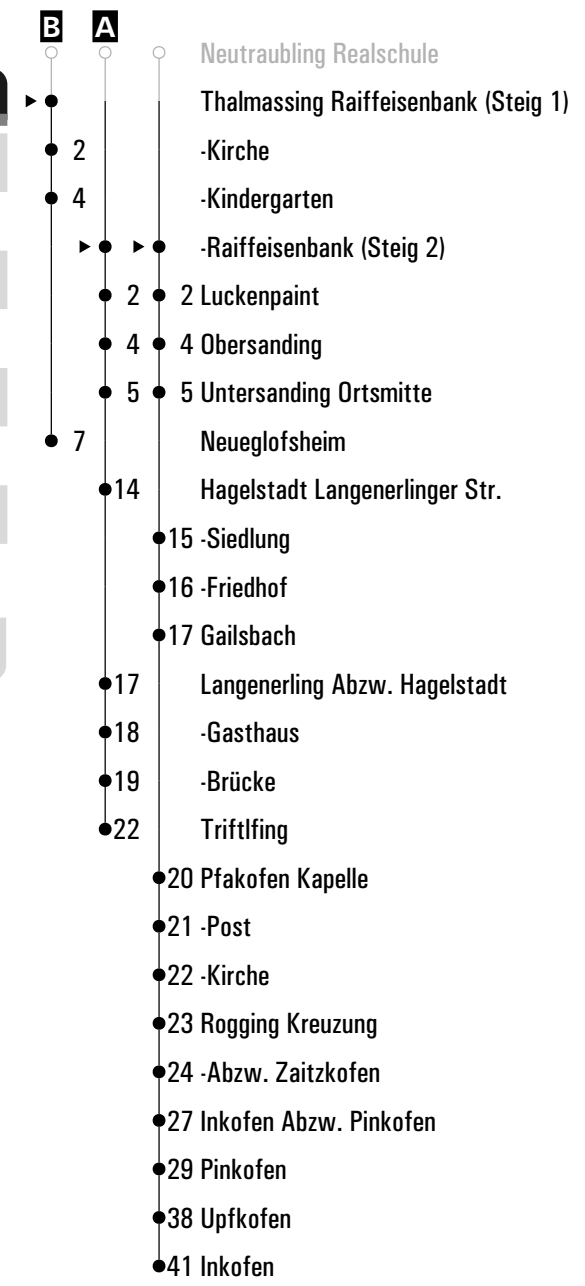 B A
Neutraubling Realschule
Thalmassing Raiffeisenbank (Steig 1)
2 -Kirche
4 -Kindergarten
-Raiffeisenbank (Steig 2)
2 2 Luckenpaint
4 4 Obersanding
5 5 Untersanding Ortsmitte
7 Neueglofsheim
14 Hagelstadt Langenerlinger Str.
15 -Siedlung
16 -Friedhof
17 Gailsbach
17 Langenerling Abzw. Hagelstadt
18 -Gasthaus
19 -Brücke
22 Triftlfing
20 Pfakofen Kapelle
21 -Post
22 -Kirche
23 Rogging Kreuzung
24 -Abzw. Zaitzkofen
27 Inkofen Abzw. Pinkofen
29 Pinkofen
38 Upfkofen
41 Inkofen